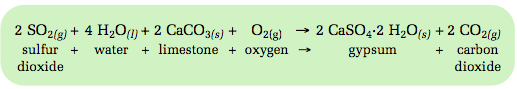 2 SO₂(g) + 4 H₂O(l) + 2 CaCO₃(s) + O₂(g) → 2 CaSO₄·2 H₂O(s) + 2 CO₂(g)
sulfur + water + limestone + oxygen → gypsum + carbon
dioxide dioxide